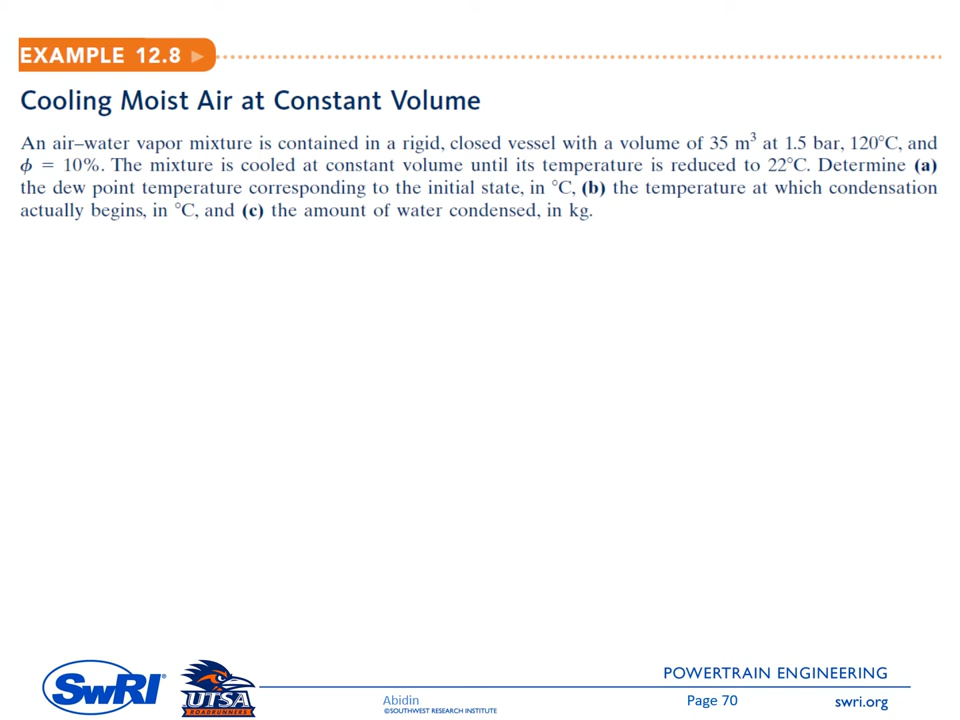 EXAMPLE 12.8 ▶
Cooling Moist Air at Constant Volume
An air–water vapor mixture is contained in a rigid, closed vessel with a volume of 35 m³ at 1.5 bar, 120°C, and
ϕ = 10%. The mixture is cooled at constant volume until its temperature is reduced to 22°C. Determine (a)
the dew point temperature corresponding to the initial state, in °C, (b) the temperature at which condensation
actually begins, in °C, and (c) the amount of water condensed, in kg.
POWERTRAIN ENGINEERING
SwRI
UTSA
ROADRUNNERS
Abidin
©SOUTHWEST RESEARCH INSTITUTE
Page 70
swri.org